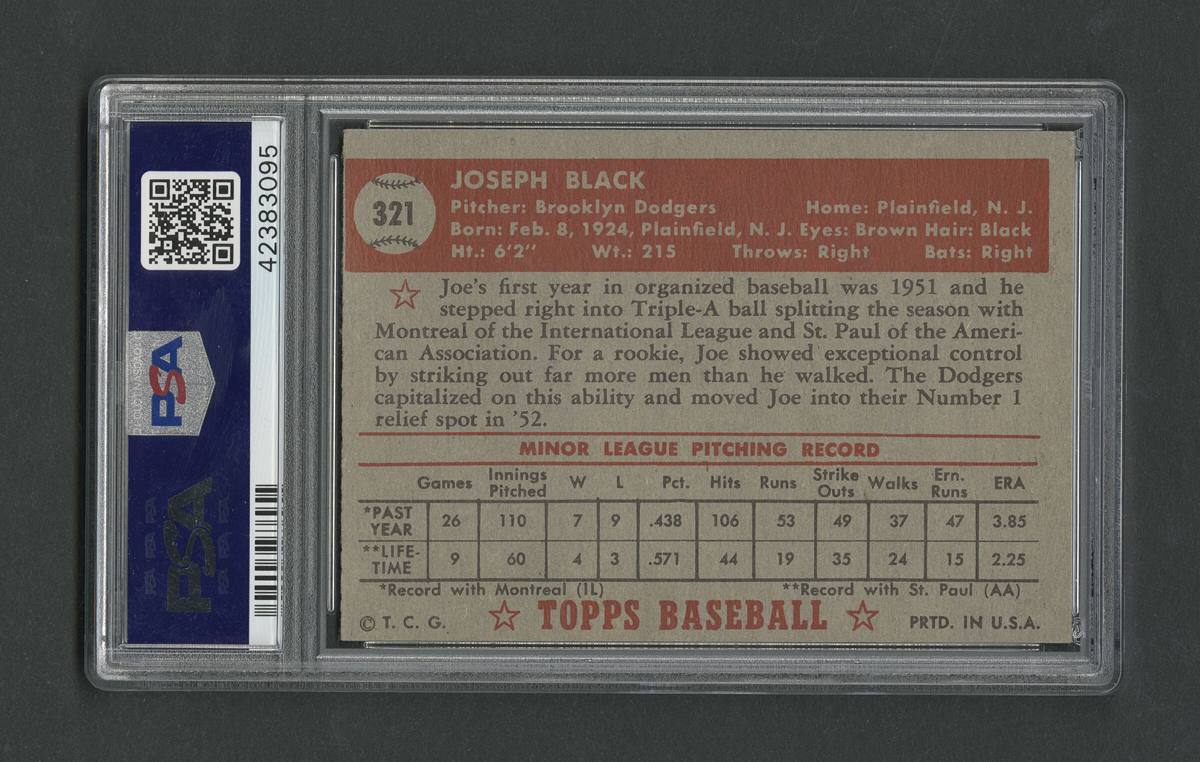 42383095
PSA
PSA
JOSEPH BLACK
321
Pitcher: Brooklyn Dodgers Home: Plainfield, N. J.
Born: Feb. 8, 1924, Plainfield, N. J. Eyes: Brown Hair: Black
Ht.: 6'2" Wt.: 215 Throws: Right Bats: Right
Joe's first year in organized baseball was 1951 and he
stepped right into Triple-A ball splitting the season with
Montreal of the International League and St. Paul of the Ameri-
can Association. For a rookie, Joe showed exceptional control
by striking out far more men than he walked. The Dodgers
capitalized on this ability and moved Joe into their Number 1
relief spot in '52.
MINOR LEAGUE PITCHING RECORD
Games Innings Pitched W L Pct. Hits Runs Strike Outs Walks Ern. Runs ERA
*PAST YEAR 26 110 7 9 .438 106 53 49 37 47 3.85
**LIFE-TIME 9 60 4 3 .571 44 19 35 24 15 2.25
*Record with Montreal (IL) **Record with St. Paul (AA)
© T. C. G. TOPPS BASEBALL PRTD. IN U.S.A.